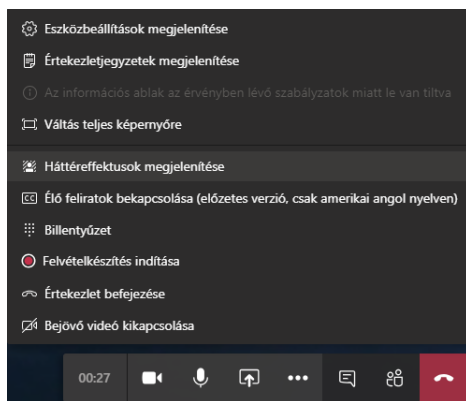 Eszközbeállítások megjelenítése
Értekezletjegyzetek megjelenítése
Az információs ablak az érvényben lévő szabályzatok miatt le van tiltva
Váltás teljes képernyőre
Háttéreffektusok megjelenítése
CC Élő feliratok bekapcsolása (előzetes verzió, csak amerikai angol nyelven)
Billentyűzet
Felvételkészítés indítása
Értekezlet befejezése
Bejövő videó kikapcsolása
00:27